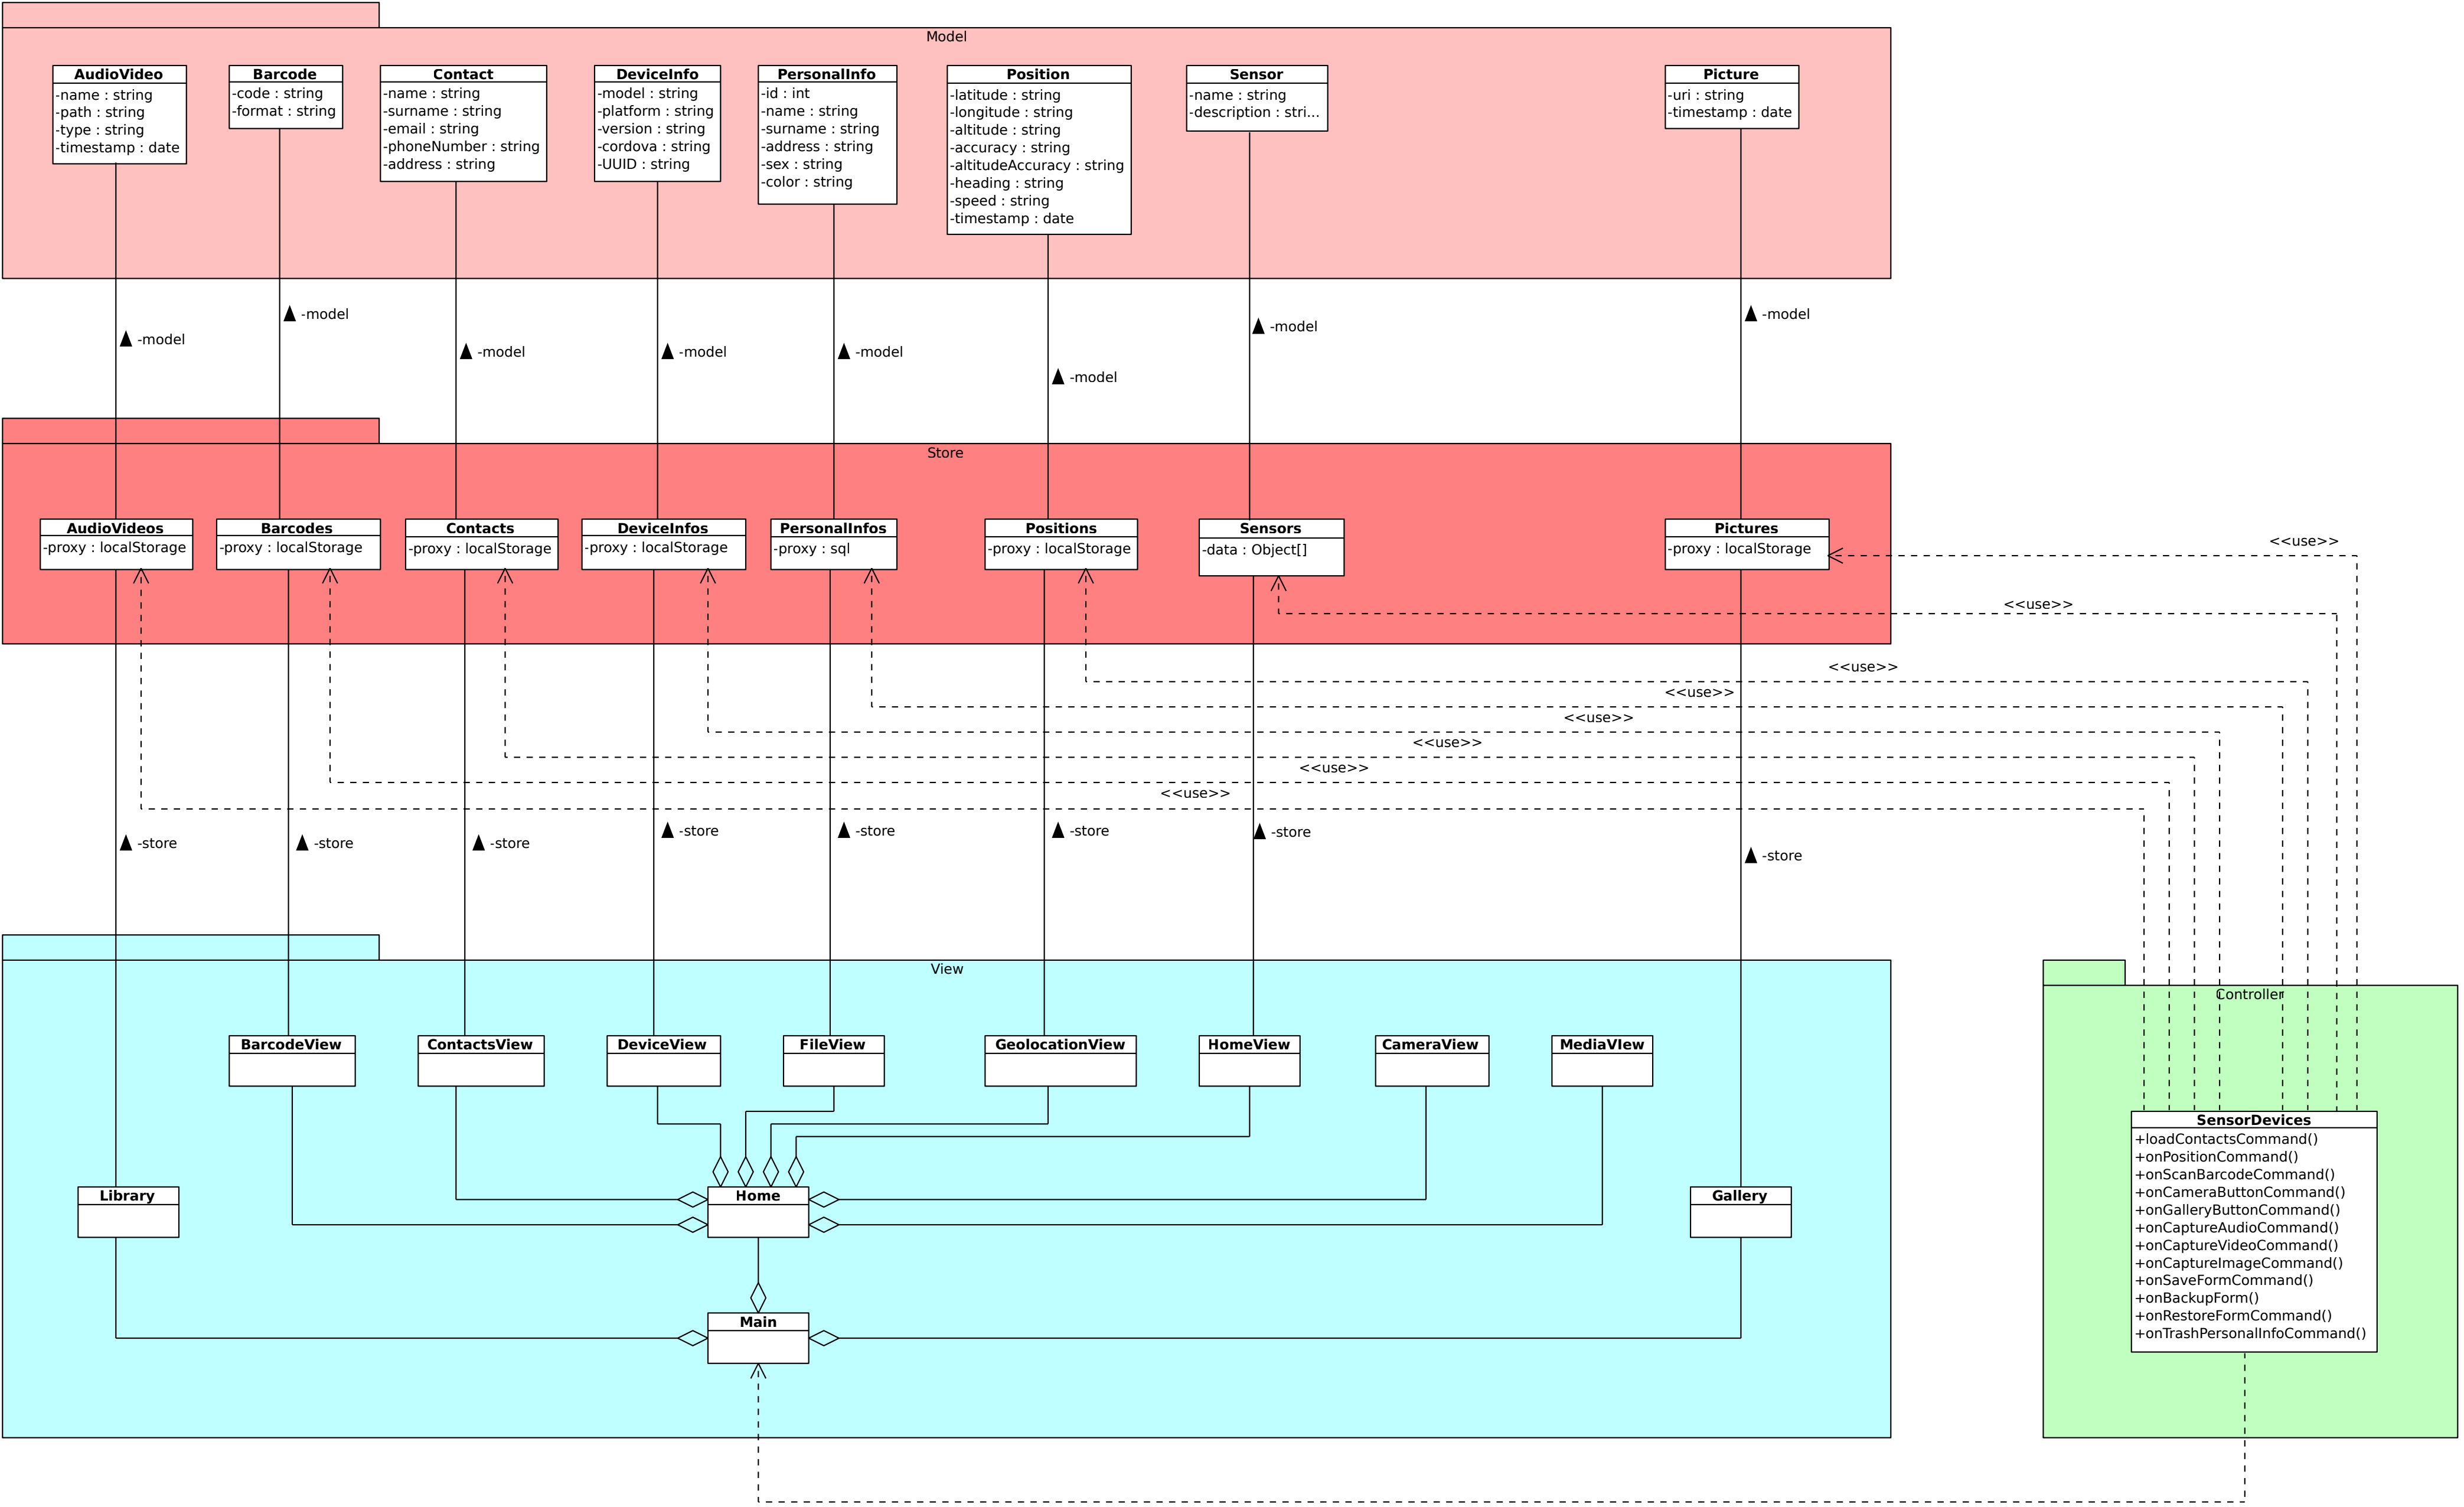 Model
AudioVideo
-name : string
-path : string
-type : string
-timestamp : date
Barcode
-code : string
-format : string
Contact
-name : string
-surname : string
-email : string
-phoneNumber : string
-address : string
DeviceInfo
-model : string
-platform : string
-version : string
-cordova : string
-UUID : string
PersonalInfo
-id : int
-name : string
-surname : string
-address : string
-sex : string
-color : string
Position
-latitude : string
-longitude : string
-altitude : string
-accuracy : string
-altitudeAccuracy : string
-heading : string
-speed : string
-timestamp : date
Sensor
-name : string
-description : stri...
Picture
-uri : string
-timestamp : date
-model
-model
-model
-model
-model
-model
-model
-model
Store
AudioVideos
-proxy : localStorage
Barcodes
-proxy : localStorage
Contacts
-proxy : localStorage
DeviceInfos
-proxy : localStorage
PersonalInfos
-proxy : sql
Positions
-proxy : localStorage
Sensors
-data : Object[]
Pictures
-proxy : localStorage
<<use>>
<<use>>
<<use>>
<<use>>
<<use>>
<<use>>
<<use>>
<<use>>
-store
-store
-store
-store
-store
-store
-store
-store
View
BarcodeView
ContactsView
DeviceView
FileView
GeolocationView
HomeView
CameraView
MediaVIew
Library
Home
Gallery
Main
Controller
SensorDevices
+loadContactsCommand()
+onPositionCommand()
+onScanBarcodeCommand()
+onCameraButtonCommand()
+onGalleryButtonCommand()
+onCaptureAudioCommand()
+onCaptureVideoCommand()
+onCaptureImageCommand()
+onSaveFormCommand()
+onBackupForm()
+onRestoreFormCommand()
+onTrashPersonalInfoCommand()